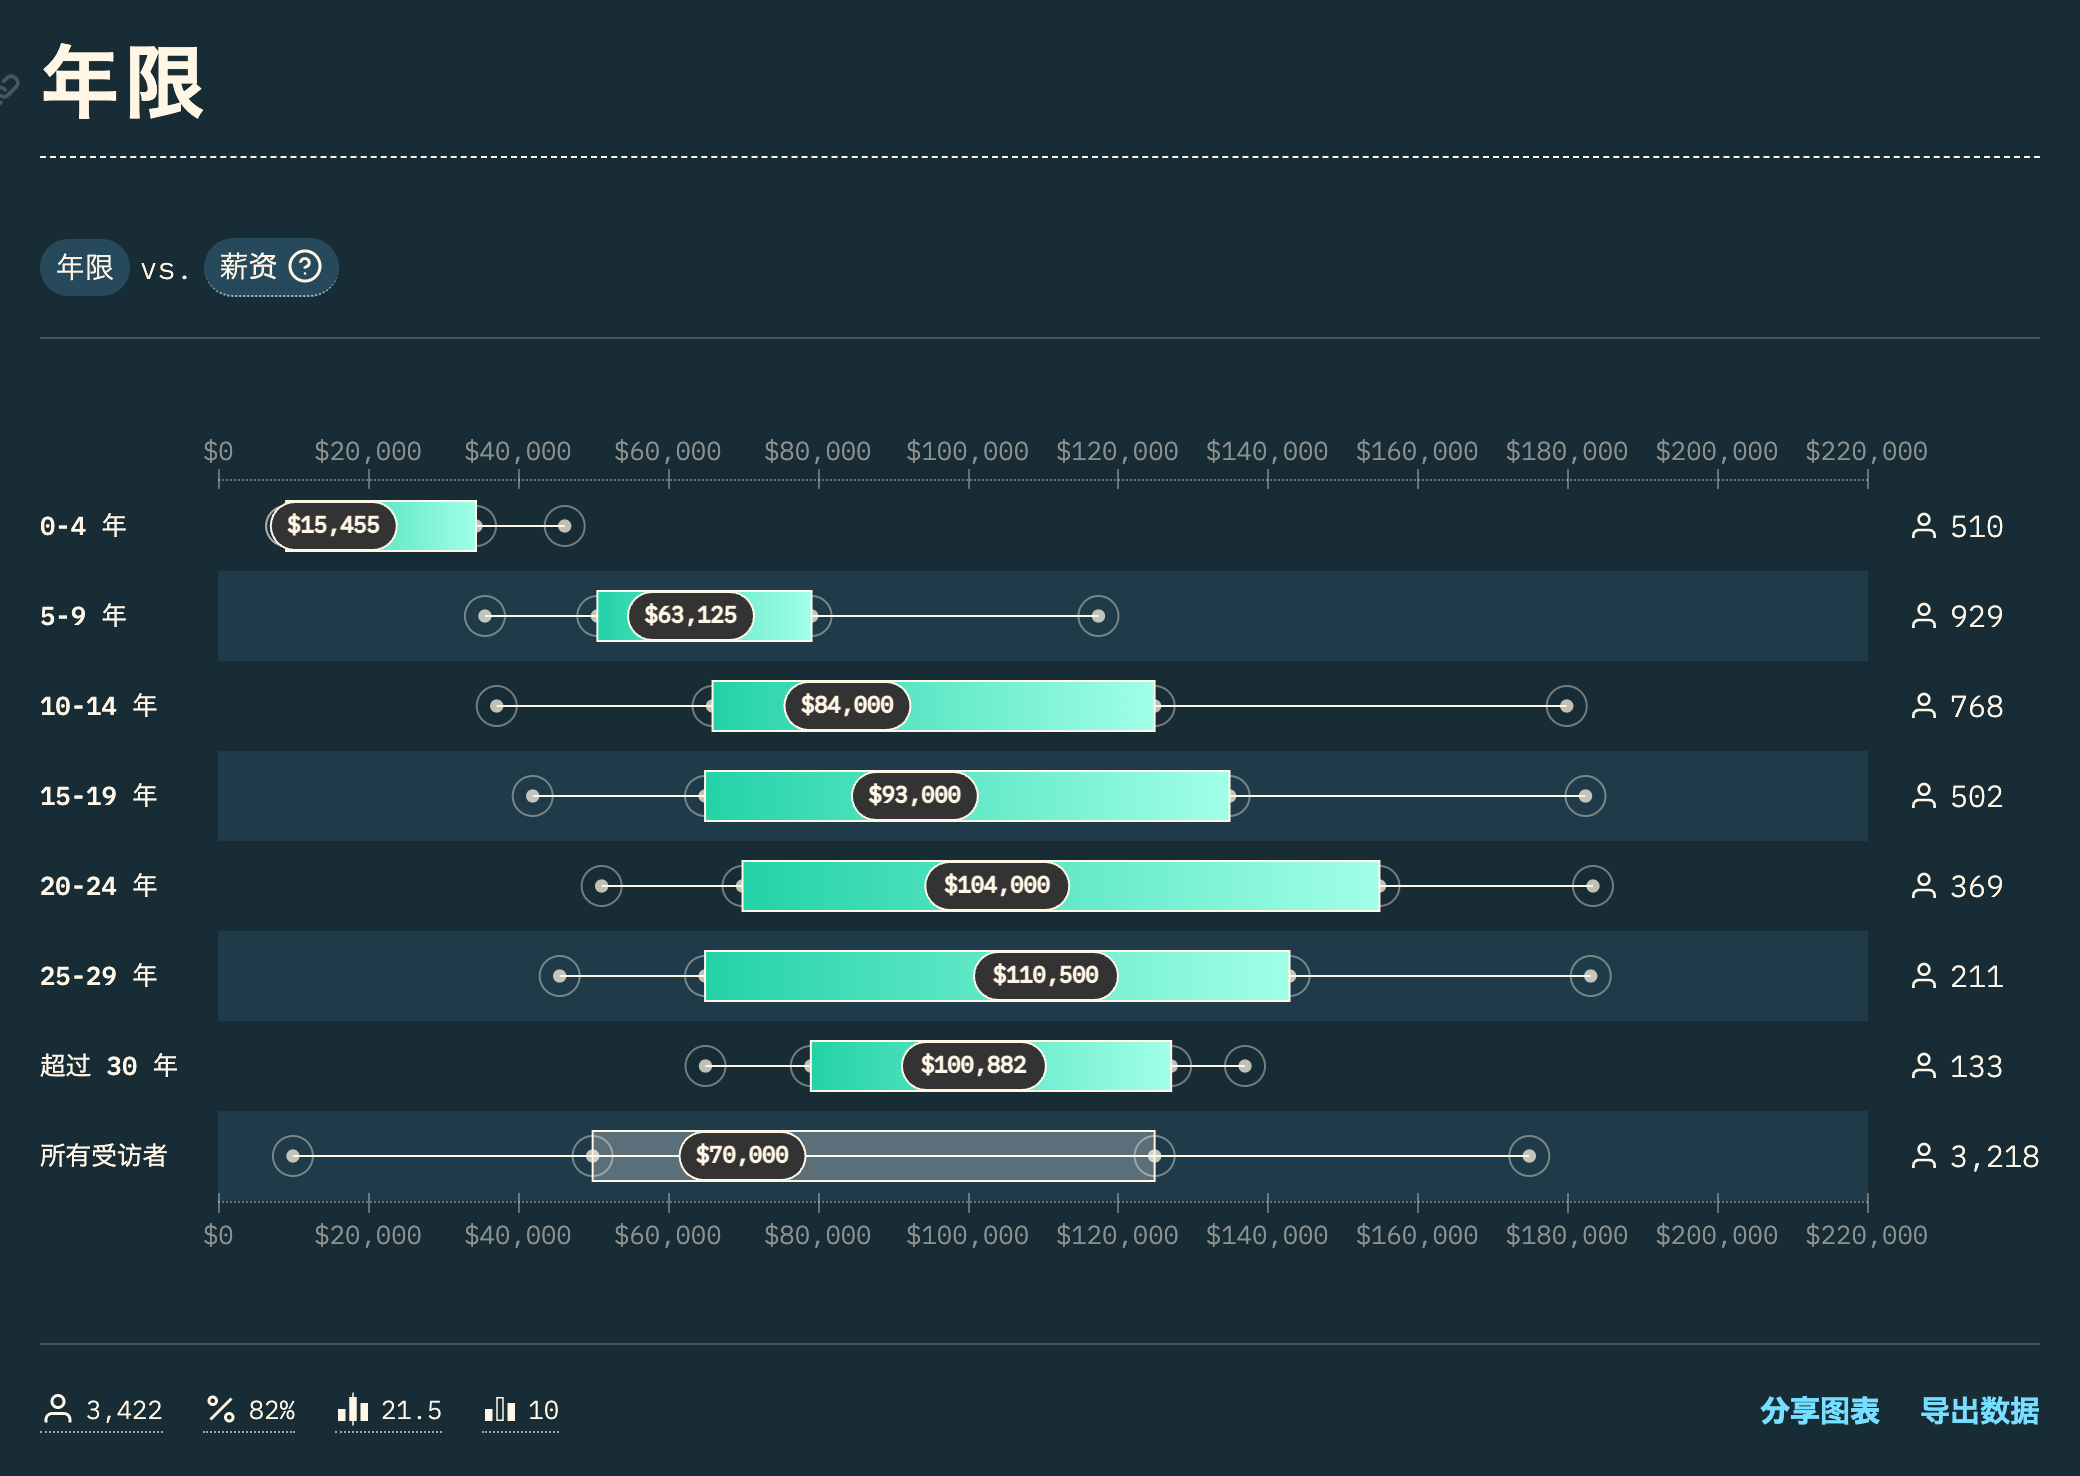 年限
年限 vs. 薪资
$0 $20,000 $40,000 $60,000 $80,000 $100,000 $120,000 $140,000 $160,000 $180,000 $200,000 $220,000
0-4 年 $15,455 510
5-9 年 $63,125 929
10-14 年 $84,000 768
15-19 年 $93,000 502
20-24 年 $104,000 369
25-29 年 $110,500 211
超过 30 年 $100,882 133
所有受访者 $70,000 3,218
$0 $20,000 $40,000 $60,000 $80,000 $100,000 $120,000 $140,000 $160,000 $180,000 $200,000 $220,000
3,422 82% 21.5 10 分享图表 导出数据